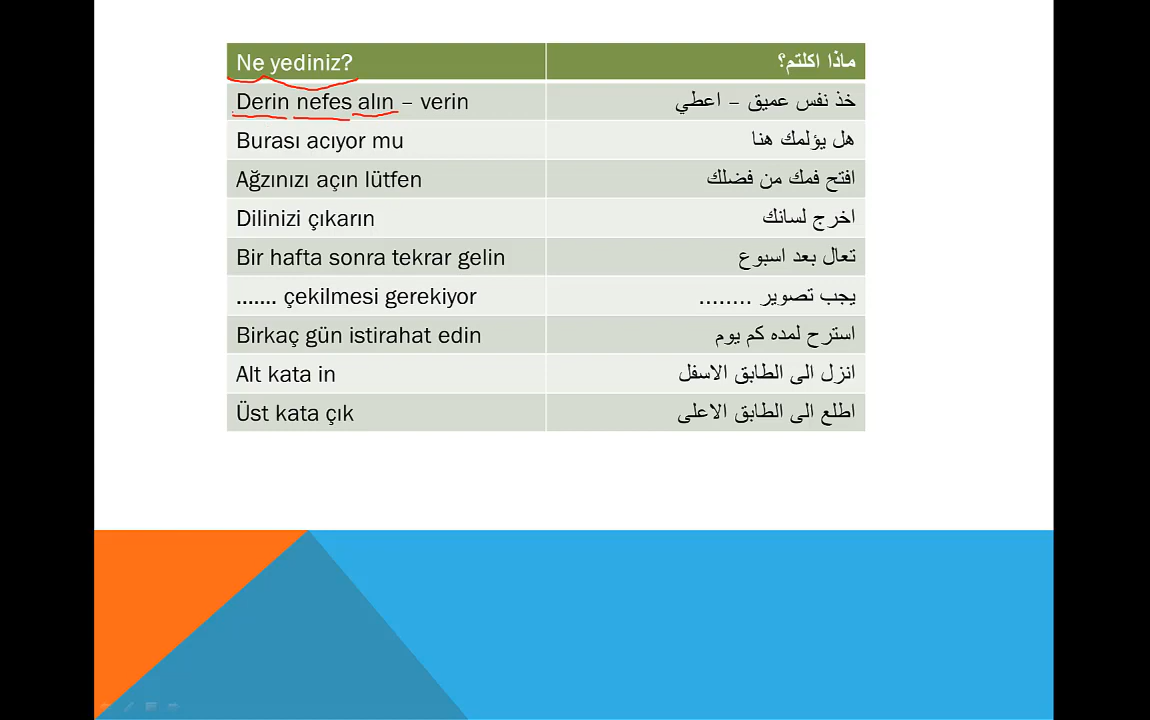 Ne yediniz? ماذا اكلتم؟
Derin nefes alın – verin خذ نفس عميق – اعطي
Burası acıyor mu هل يؤلمك هنا
Ağzınızı açın lütfen افتح فمك من فضلك
Dilinizi çıkarın اخرج لسانك
Bir hafta sonra tekrar gelin تعال بعد اسبوع
....... çekilmesi gerekiyor يجب تصوير ........
Birkaç gün istirahat edin استرح لمده كم يوم
Alt kata in انزل الى الطابق الاسفل
Üst kata çık اطلع الى الطابق الاعلى